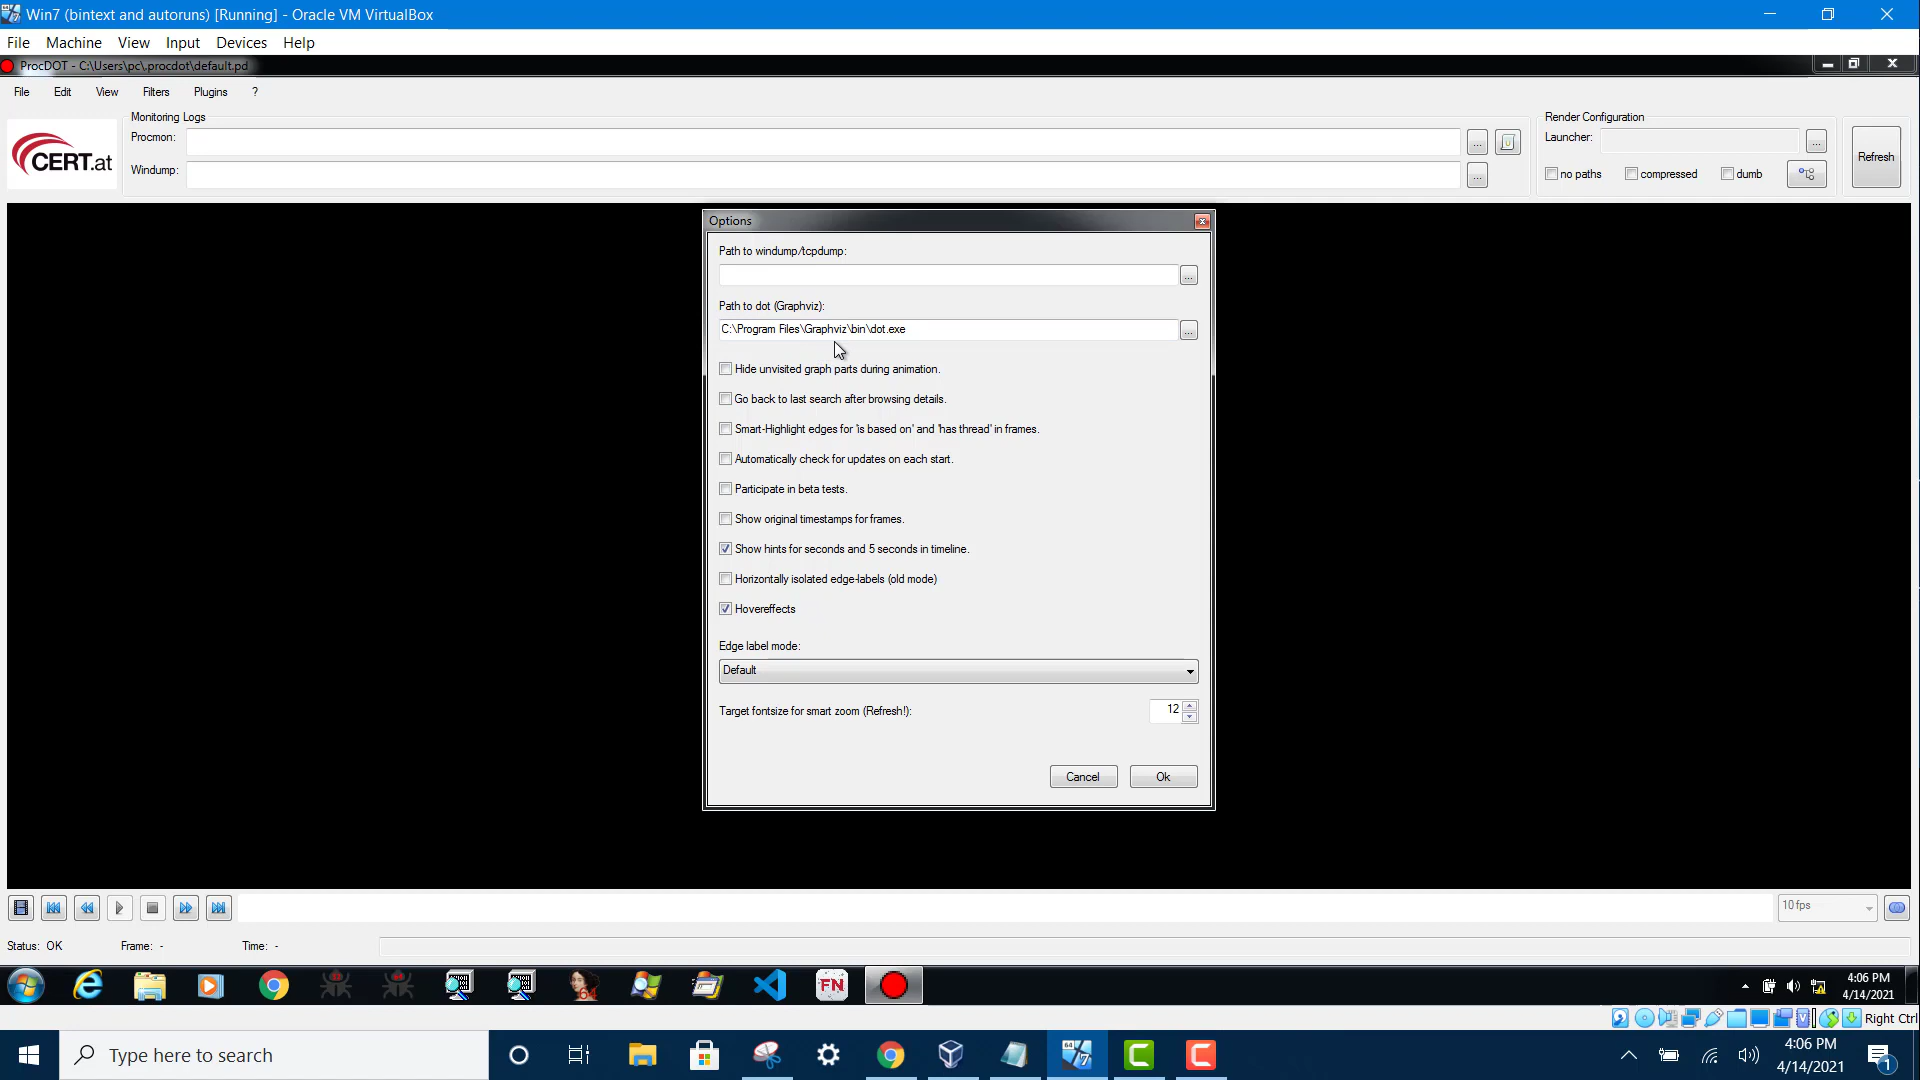 Win7 (bintext and autoruns) [Running] - Oracle VM VirtualBox
File Machine View Input Devices Help
ProcDOT - C:\Users\pc\.procdot\default.pd
File Edit View Filters Plugins ?
Monitoring Logs
Render Configuration
CERT.at
Procmon:
...
Launcher:
...
Refresh
Windump:
...
no paths compressed dumb
Options
Path to windump/tcpdump:
...
Path to dot (Graphviz):
C:\Program Files\Graphviz\bin\dot.exe
...
Hide unvisited graph parts during animation.
Go back to last search after browsing details.
Smart-Highlight edges for 'is based on' and 'has thread' in frames.
Automatically check for updates on each start.
Participate in beta tests.
Show original timestamps for frames.
Show hints for seconds and 5 seconds in timeline.
Horizontally isolated edge-labels (old mode)
Hovereffects
Edge label mode:
Default
Target fontsize for smart zoom (Refresh!): 12
Cancel Ok
10 fps
Status: OK Frame: - Time: -
64
FN
4:06 PM
4/14/2021
Right Ctrl
Type here to search
64
7
C
C
4:06 PM
4/14/2021
1